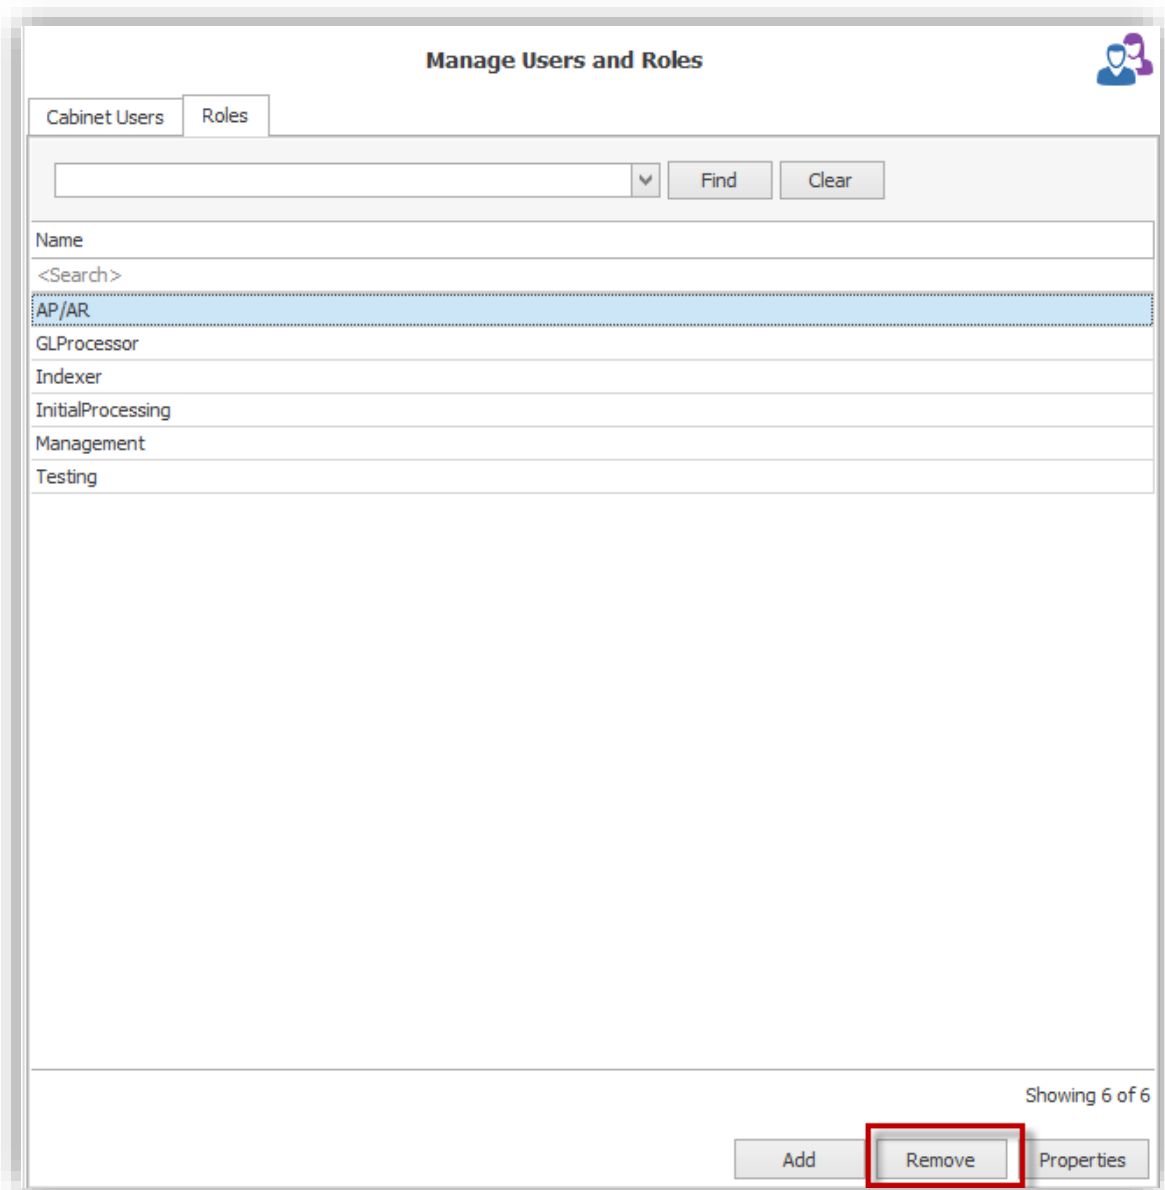 Manage Users and Roles
Cabinet Users Roles
Find Clear
Name
<Search>
AP/AR
GLProcessor
Indexer
InitialProcessing
Management
Testing
Showing 6 of 6
Add Remove Properties